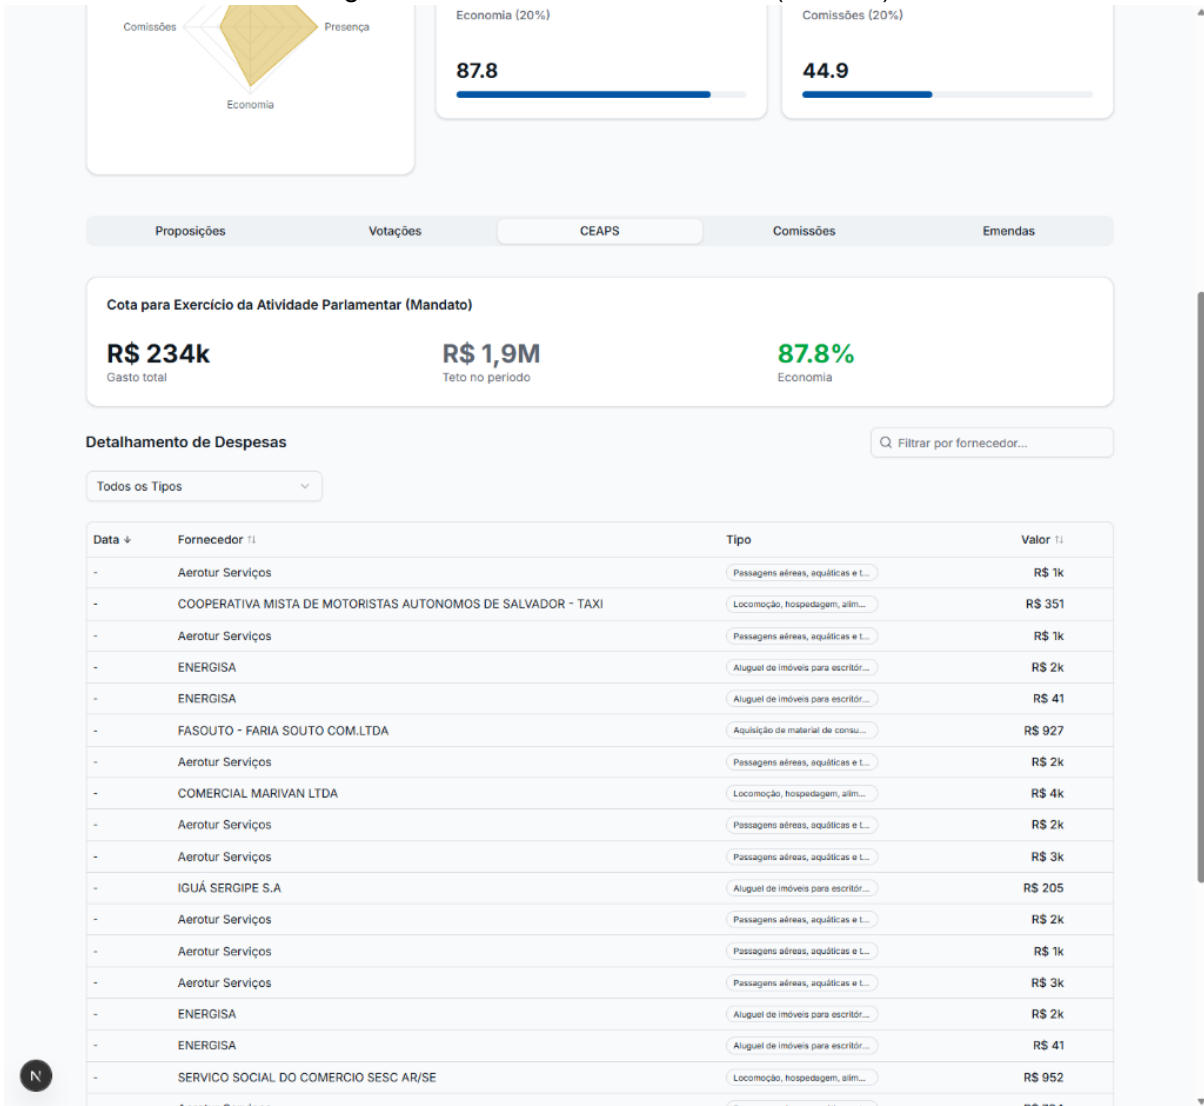 Comissões
Presença
Economia
Economia (20%)
87.8
Comissões (20%)
44.9
Proposições Votações CEAPS Comissões Emendas
Cota para Exercício da Atividade Parlamentar (Mandato)
R$ 234k R$ 1,9M 87.8%
Gasto total Teto no período Economia
Detalhamento de Despesas
Filtrar por fornecedor...
Todos os Tipos
Data ↓ Fornecedor ↑↓ Tipo Valor ↑↓
- Aerotur Serviços Passagens aéreas, aquáticas e t... R$ 1k
- COOPERATIVA MISTA DE MOTORISTAS AUTONOMOS DE SALVADOR - TAXI Locomoção, hospedagem, alim... R$ 351
- Aerotur Serviços Passagens aéreas, aquáticas e t... R$ 1k
- ENERGISA Aluguel de imóveis para escritór... R$ 2k
- ENERGISA Aluguel de imóveis para escritór... R$ 41
- FASOUTO - FARIA SOUTO COM.LTDA Aquisição de material de consu... R$ 927
- Aerotur Serviços Passagens aéreas, aquáticas e t... R$ 2k
- COMERCIAL MARIVAN LTDA Locomoção, hospedagem, alim... R$ 4k
- Aerotur Serviços Passagens aéreas, aquáticas e t... R$ 2k
- Aerotur Serviços Passagens aéreas, aquáticas e t... R$ 3k
- IGUÁ SERGIPE S.A Aluguel de imóveis para escritór... R$ 205
- Aerotur Serviços Passagens aéreas, aquáticas e t... R$ 2k
- Aerotur Serviços Passagens aéreas, aquáticas e t... R$ 1k
- Aerotur Serviços Passagens aéreas, aquáticas e t... R$ 3k
- ENERGISA Aluguel de imóveis para escritór... R$ 2k
- ENERGISA Aluguel de imóveis para escritór... R$ 41
- SERVICO SOCIAL DO COMERCIO SESC AR/SE Locomoção, hospedagem, alim... R$ 952
N